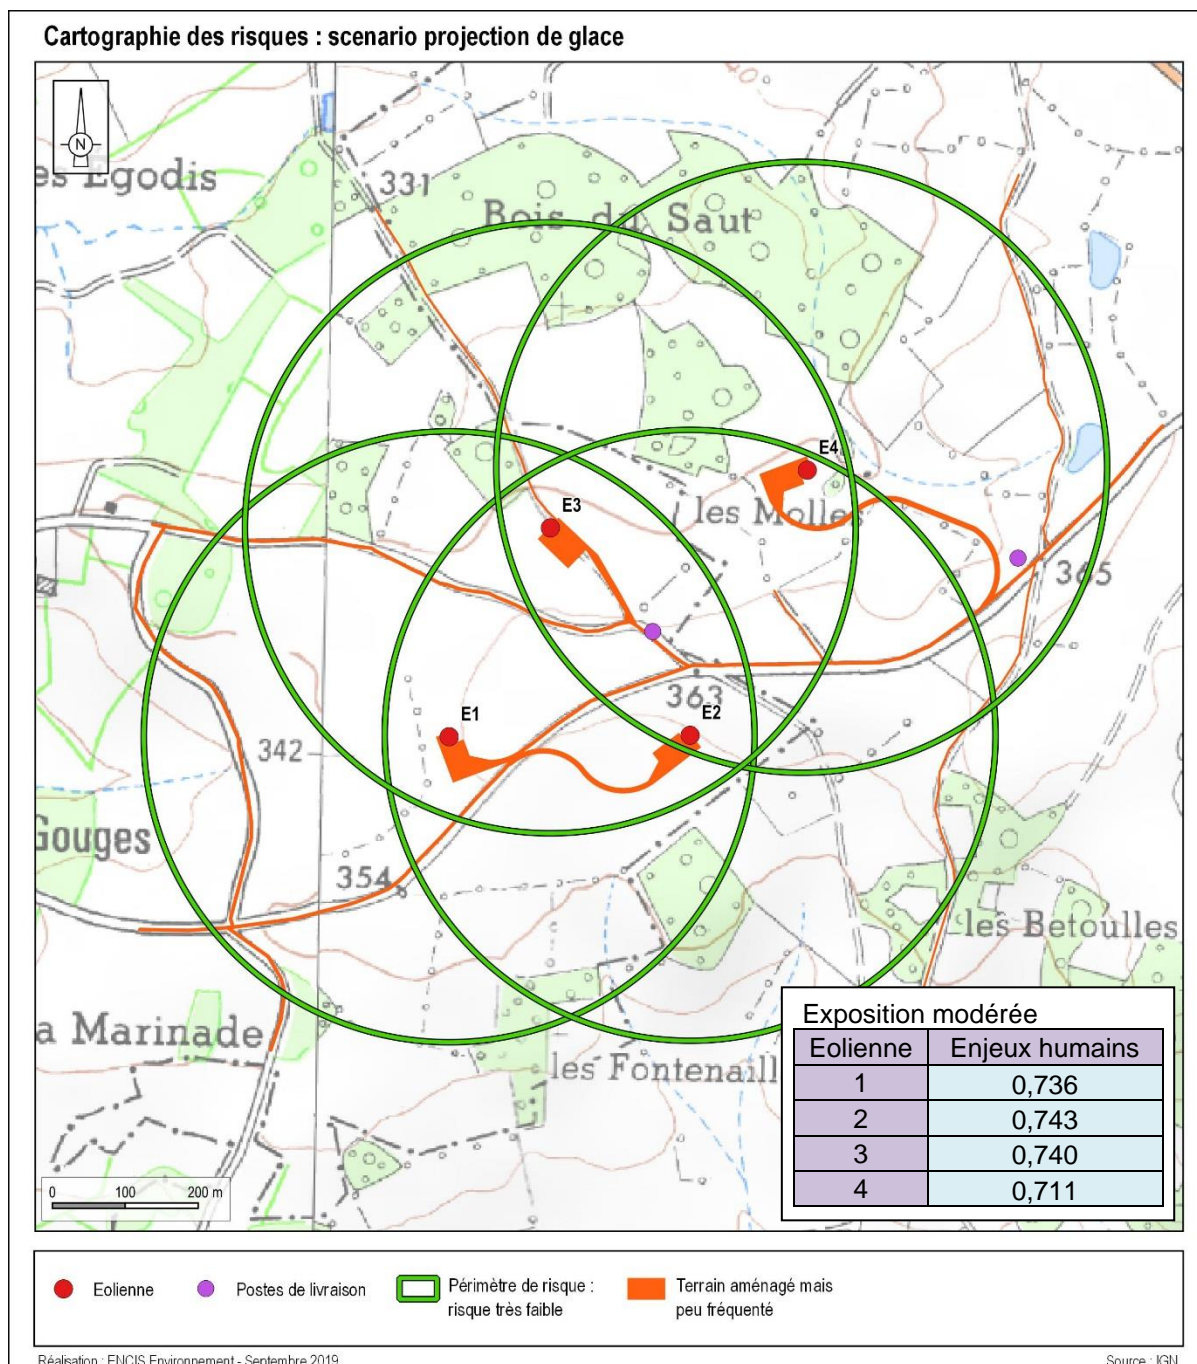 Cartographie des risques : scenario projection de glace
N
40
es Egodis
331
Bois du Saut
E4
E3
les Molles
365
363
E1
E2
342
Gouges
354
les Betoulles
a Marinade
les Fontenaill
Exposition modérée
Eolienne Enjeux humains
1 0,736
2 0,743
3 0,740
4 0,711
0 100 200 m
Eolienne
Postes de livraison
Périmètre de risque :
risque très faible
Terrain aménagé mais
peu fréquenté
Réalisation : ENCIS Environnement - Septembre 2019
Source : IGN